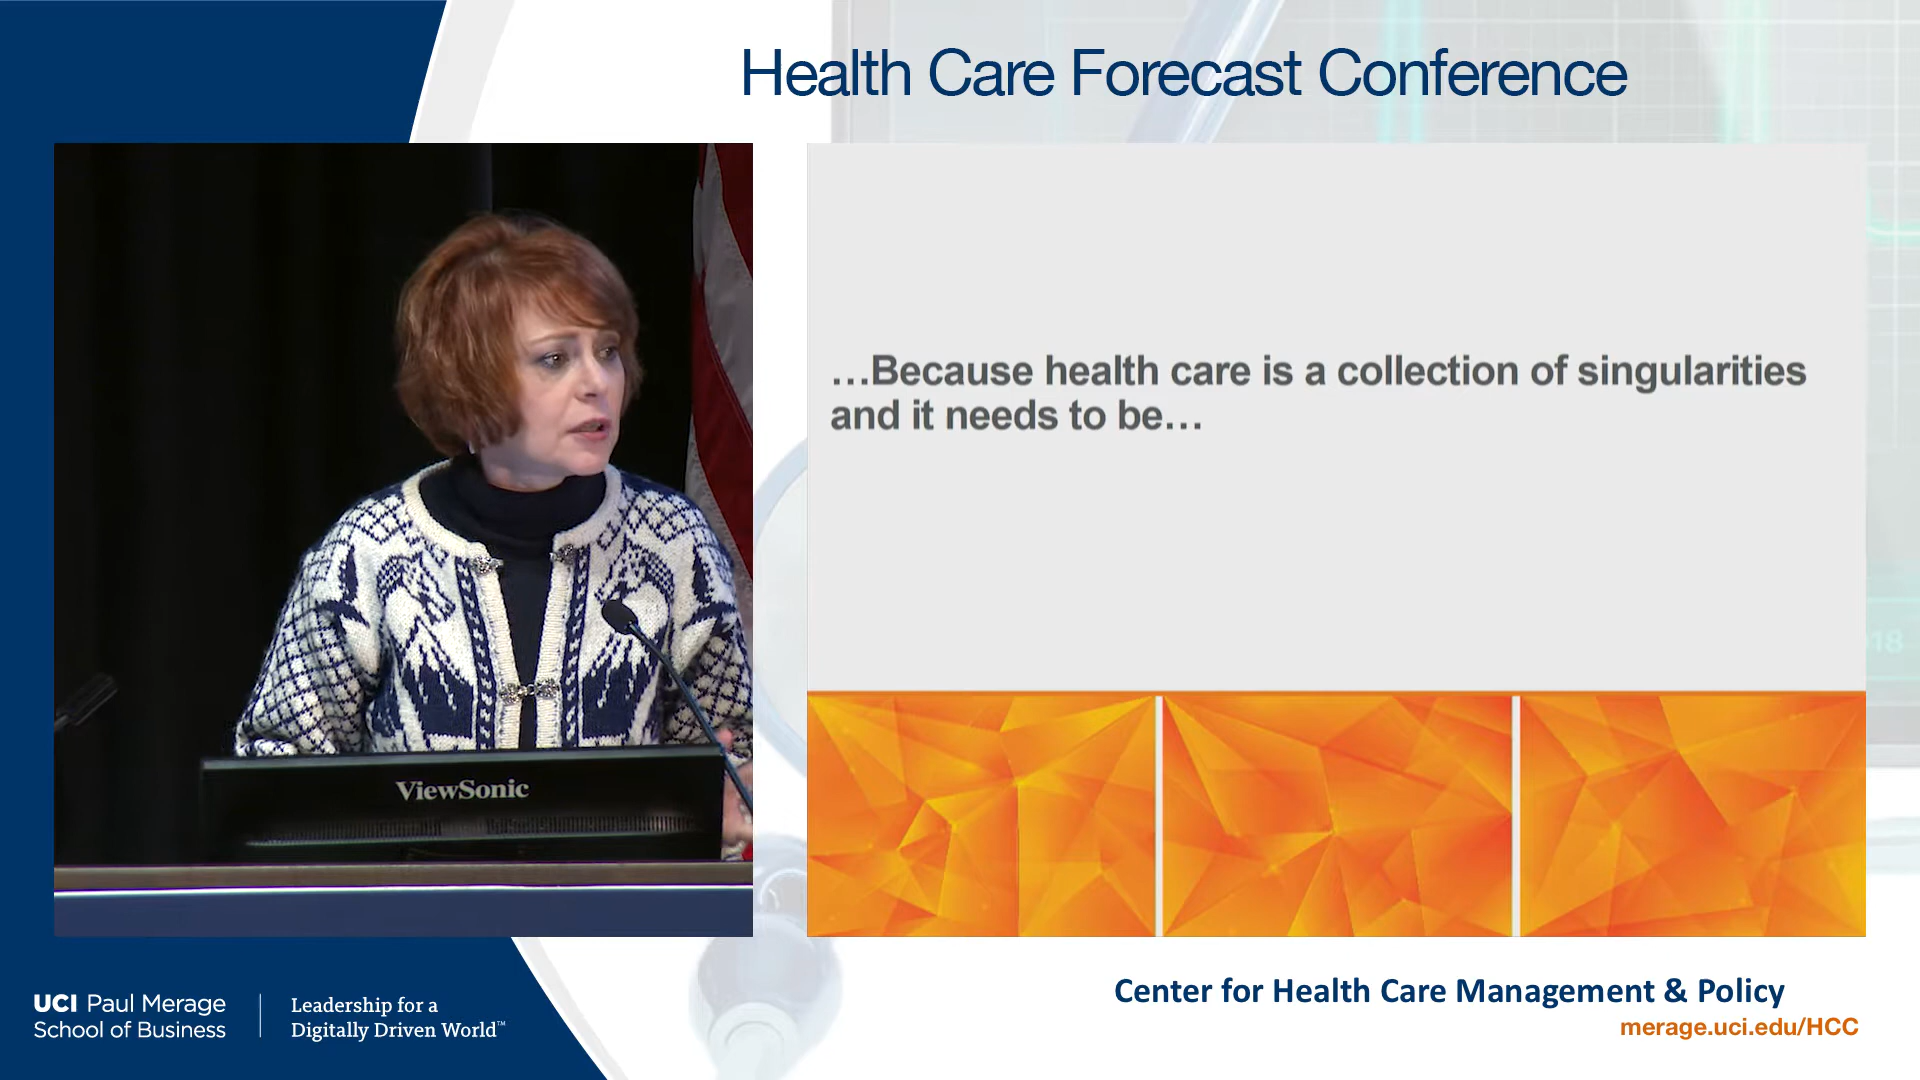 Health Care Forecast Conference
…Because health care is a collection of singularities
and it needs to be…
ViewSonic
18
UCI Paul Merage
School of Business
Leadership for a
Digitally Driven World™
Center for Health Care Management & Policy
merage.uci.edu/HCC